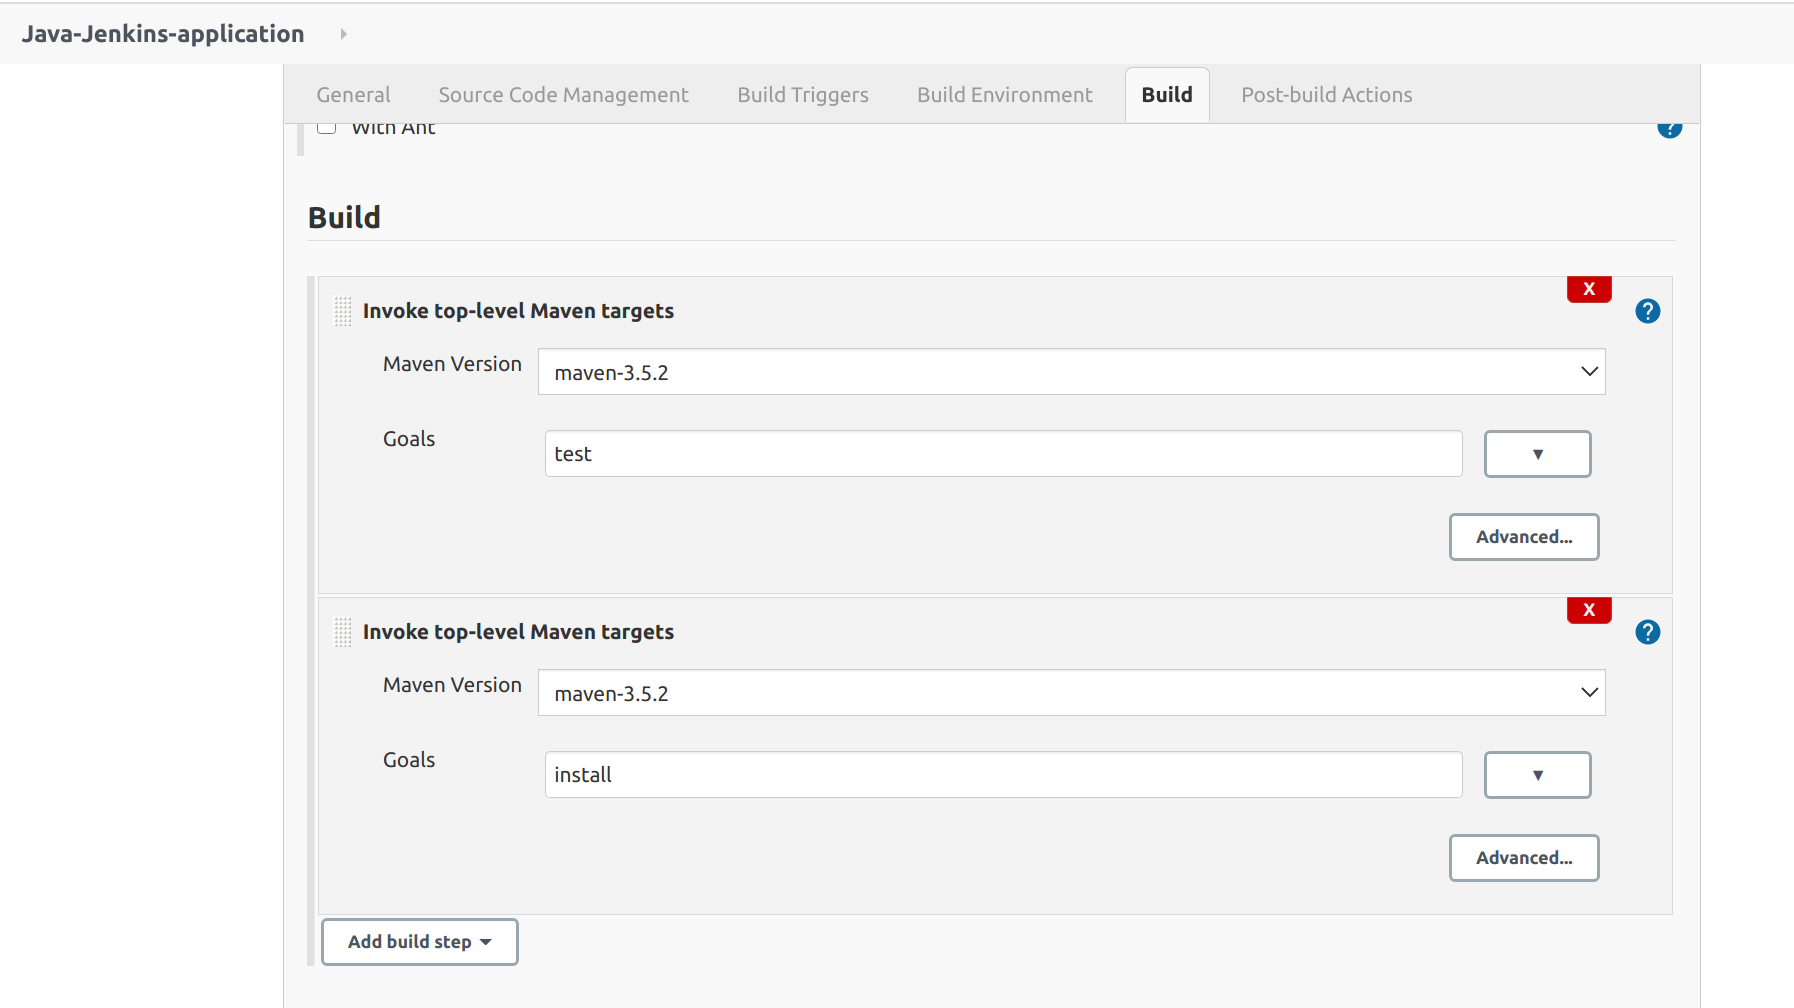 Java-Jenkins-application
General Source Code Management Build Triggers Build Environment Build Post-build Actions
With Ant ?
Build
X
Invoke top-level Maven targets ?
Maven Version maven-3.5.2
Goals test ▼
Advanced...
X
Invoke top-level Maven targets ?
Maven Version maven-3.5.2
Goals install ▼
Advanced...
Add build step